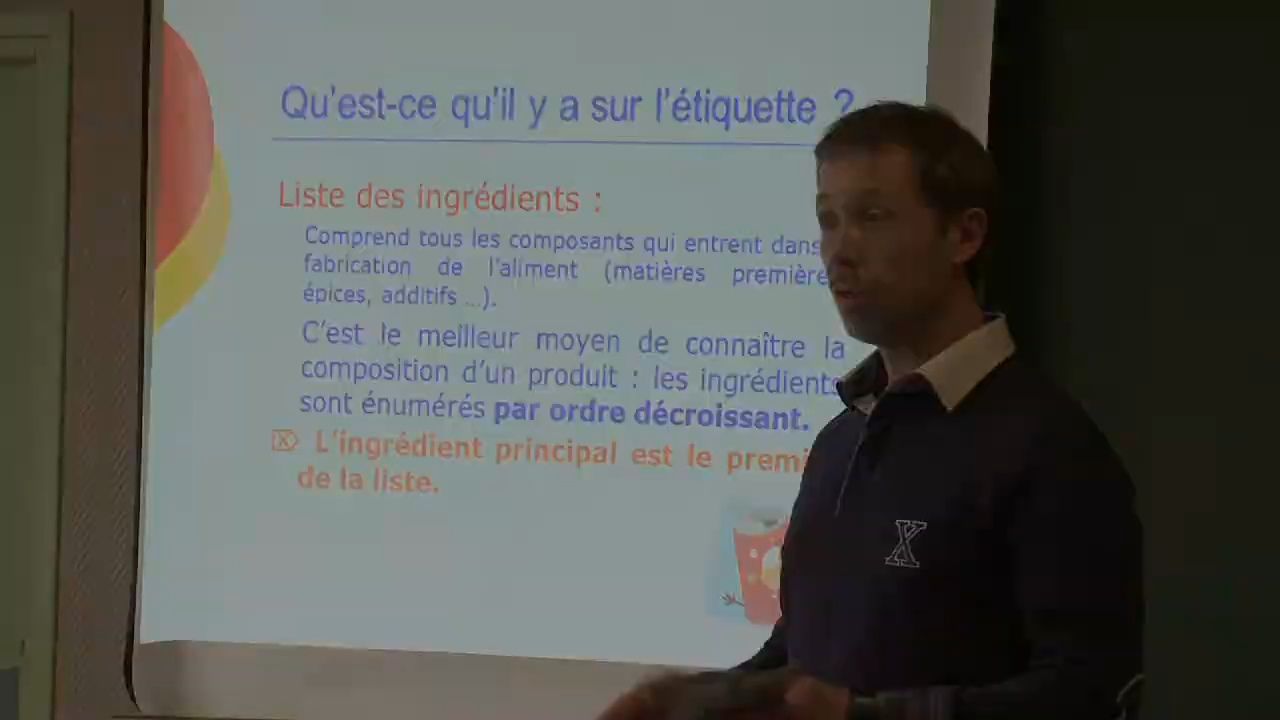 Qu'est-ce qu'il y a sur l'étiquette ?
Liste des ingrédients :
Comprend tous les composants qui entrent dans
fabrication de l'aliment (matières première
épices, additifs ...).
C'est le meilleur moyen de connaître la
composition d'un produit : les ingrédients
sont énumérés par ordre décroissant.
L'ingrédient principal est le premi
de la liste.
X